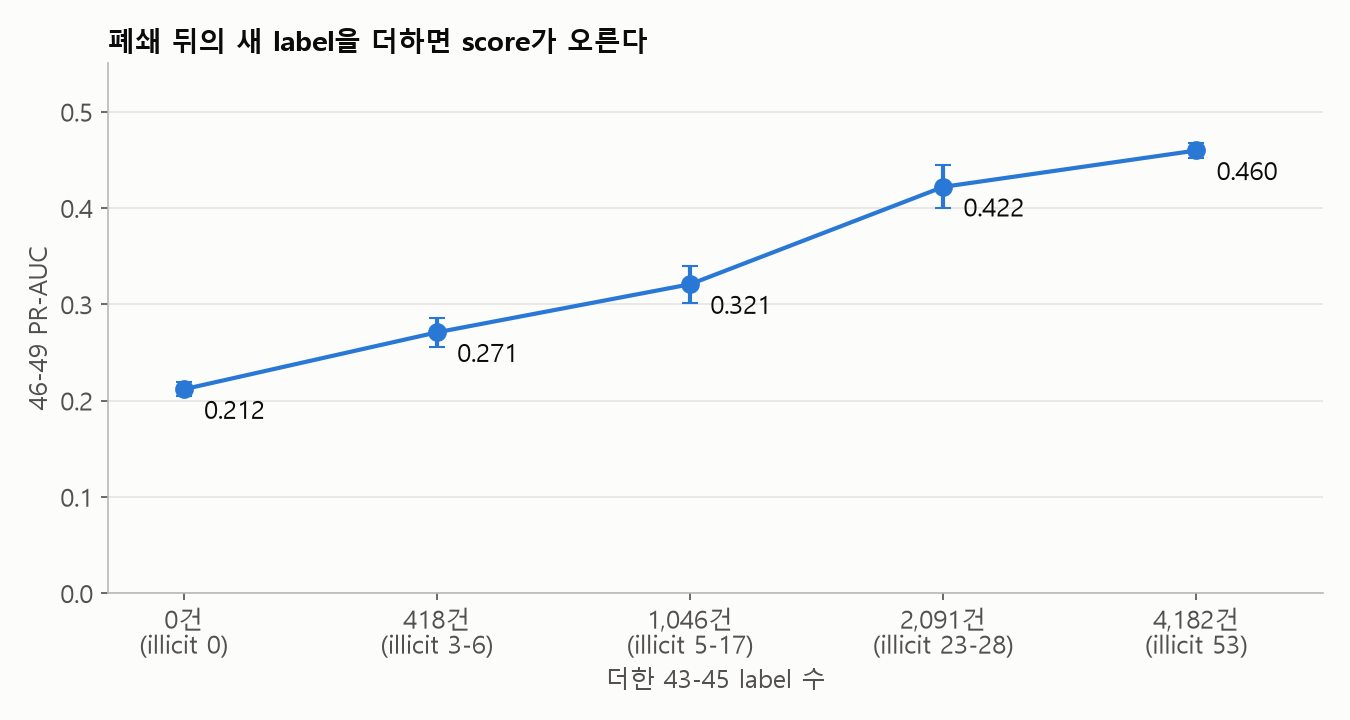 폐쇄 뒤의 새 label을 더하면 score가 오른다
46-49 PR-AUC
0.5
0.4
0.3
0.2
0.1
0.0
0.212
0.271
0.321
0.422
0.460
0건
(illicit 0)
418건
(illicit 3-6)
1,046건
(illicit 5-17)
2,091건
(illicit 23-28)
4,182건
(illicit 53)
더한 43-45 label 수